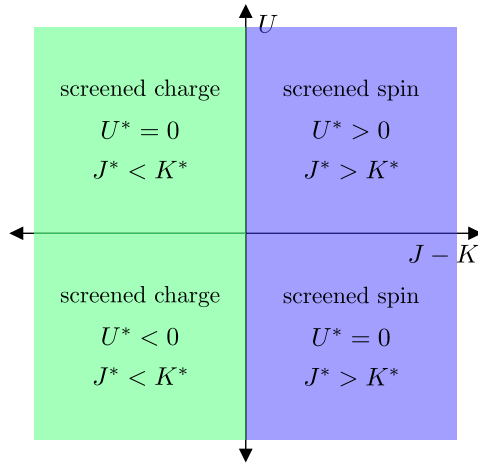 U
screened charge
U* = 0
J* < K*
screened spin
U* > 0
J* > K*
J − K
screened charge
U* < 0
J* < K*
screened spin
U* = 0
J* > K*